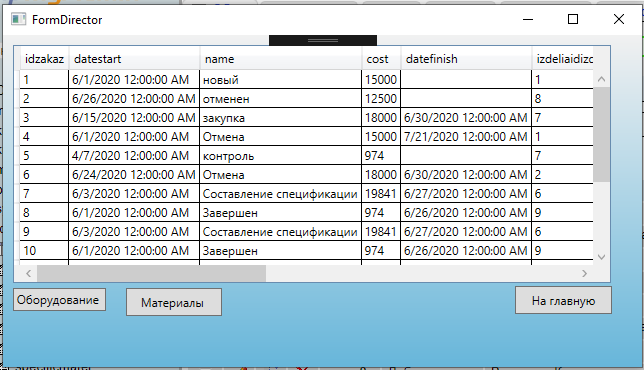 FormDirector
idzakaz datestart name cost datefinish izdeliaidizdc
1 6/1/2020 12:00:00 AM новый 15000 1
2 6/26/2020 12:00:00 AM отменен 12500 8
3 6/15/2020 12:00:00 AM закупка 18000 6/30/2020 12:00:00 AM 7
4 6/1/2020 12:00:00 AM Отмена 15000 7/21/2020 12:00:00 AM 1
5 4/7/2020 12:00:00 AM контроль 974 7
6 6/24/2020 12:00:00 AM Отмена 18000 6/30/2020 12:00:00 AM 2
7 6/3/2020 12:00:00 AM Составление спецификации 19841 6/27/2020 12:00:00 AM 6
8 6/1/2020 12:00:00 AM Завершен 974 6/26/2020 12:00:00 AM 9
9 6/3/2020 12:00:00 AM Составление спецификации 19841 6/27/2020 12:00:00 AM 6
10 6/1/2020 12:00:00 AM Завершен 974 6/26/2020 12:00:00 AM 9
Оборудование Материалы На главную